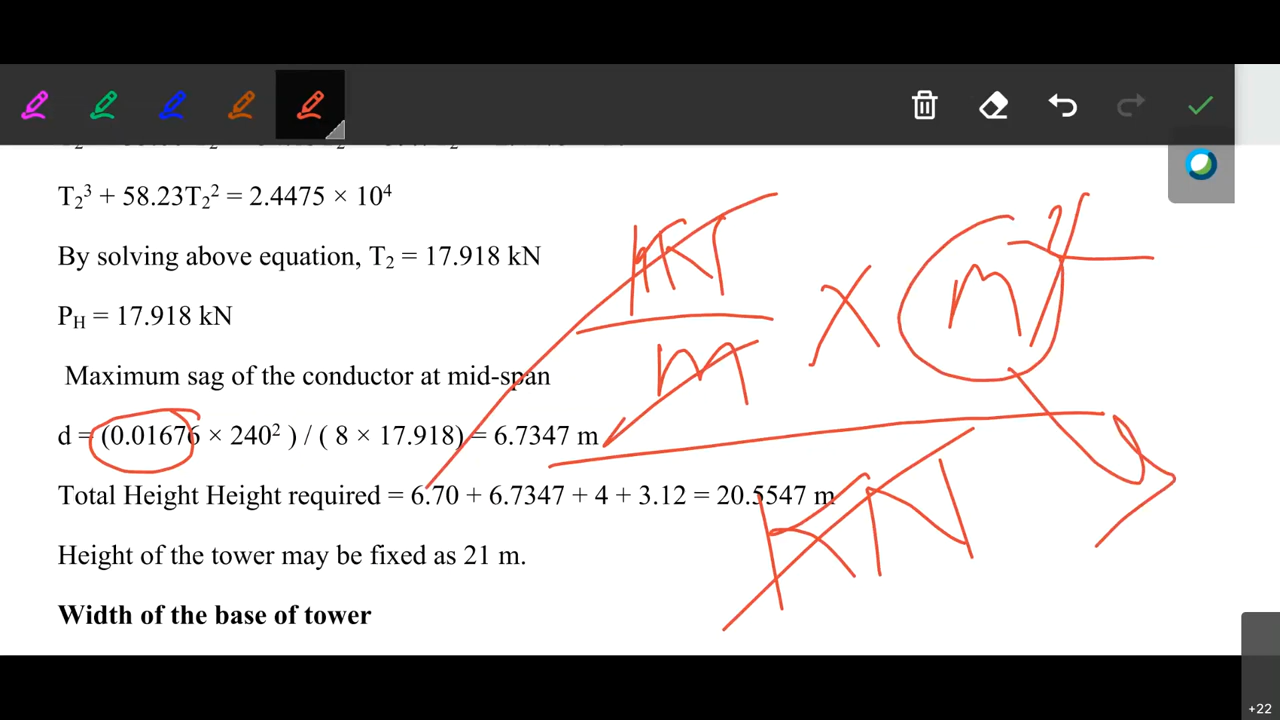 T₂³ + 58.23T₂² = 2.4475 × 10⁴
By solving above equation, T₂ = 17.918 kN
P_H = 17.918 kN
Maximum sag of the conductor at mid-span
d = (0.01676 × 240² ) / ( 8 × 17.918) = 6.7347 m
Total Height Height required = 6.70 + 6.7347 + 4 + 3.12 = 20.5547 m
Height of the tower may be fixed as 21 m.
Width of the base of tower
kN
m
× m²
kN
+22